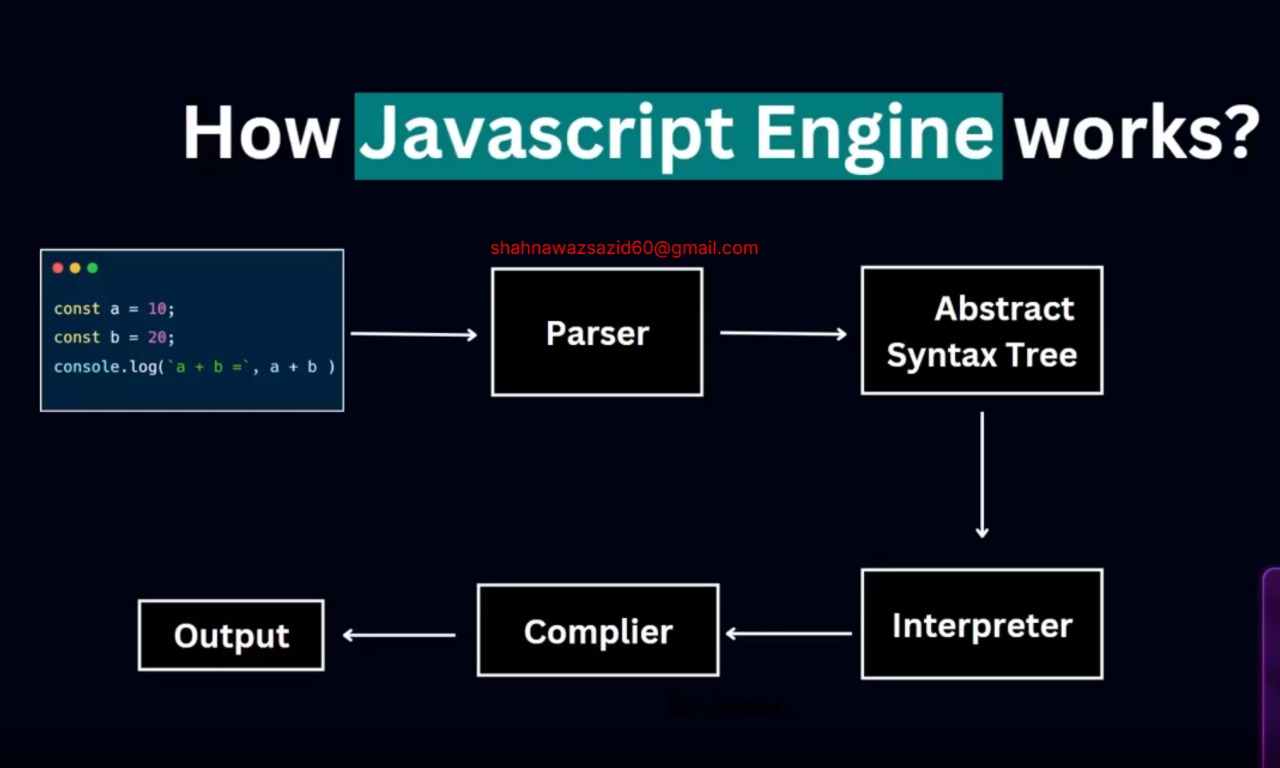 How Javascript Engine works?
shahnawazsazid60@gmail.com
const a = 10;
const b = 20;
console.log(`a + b =`, a + b )
Parser
Abstract
Syntax Tree
Interpreter
Complier
Output